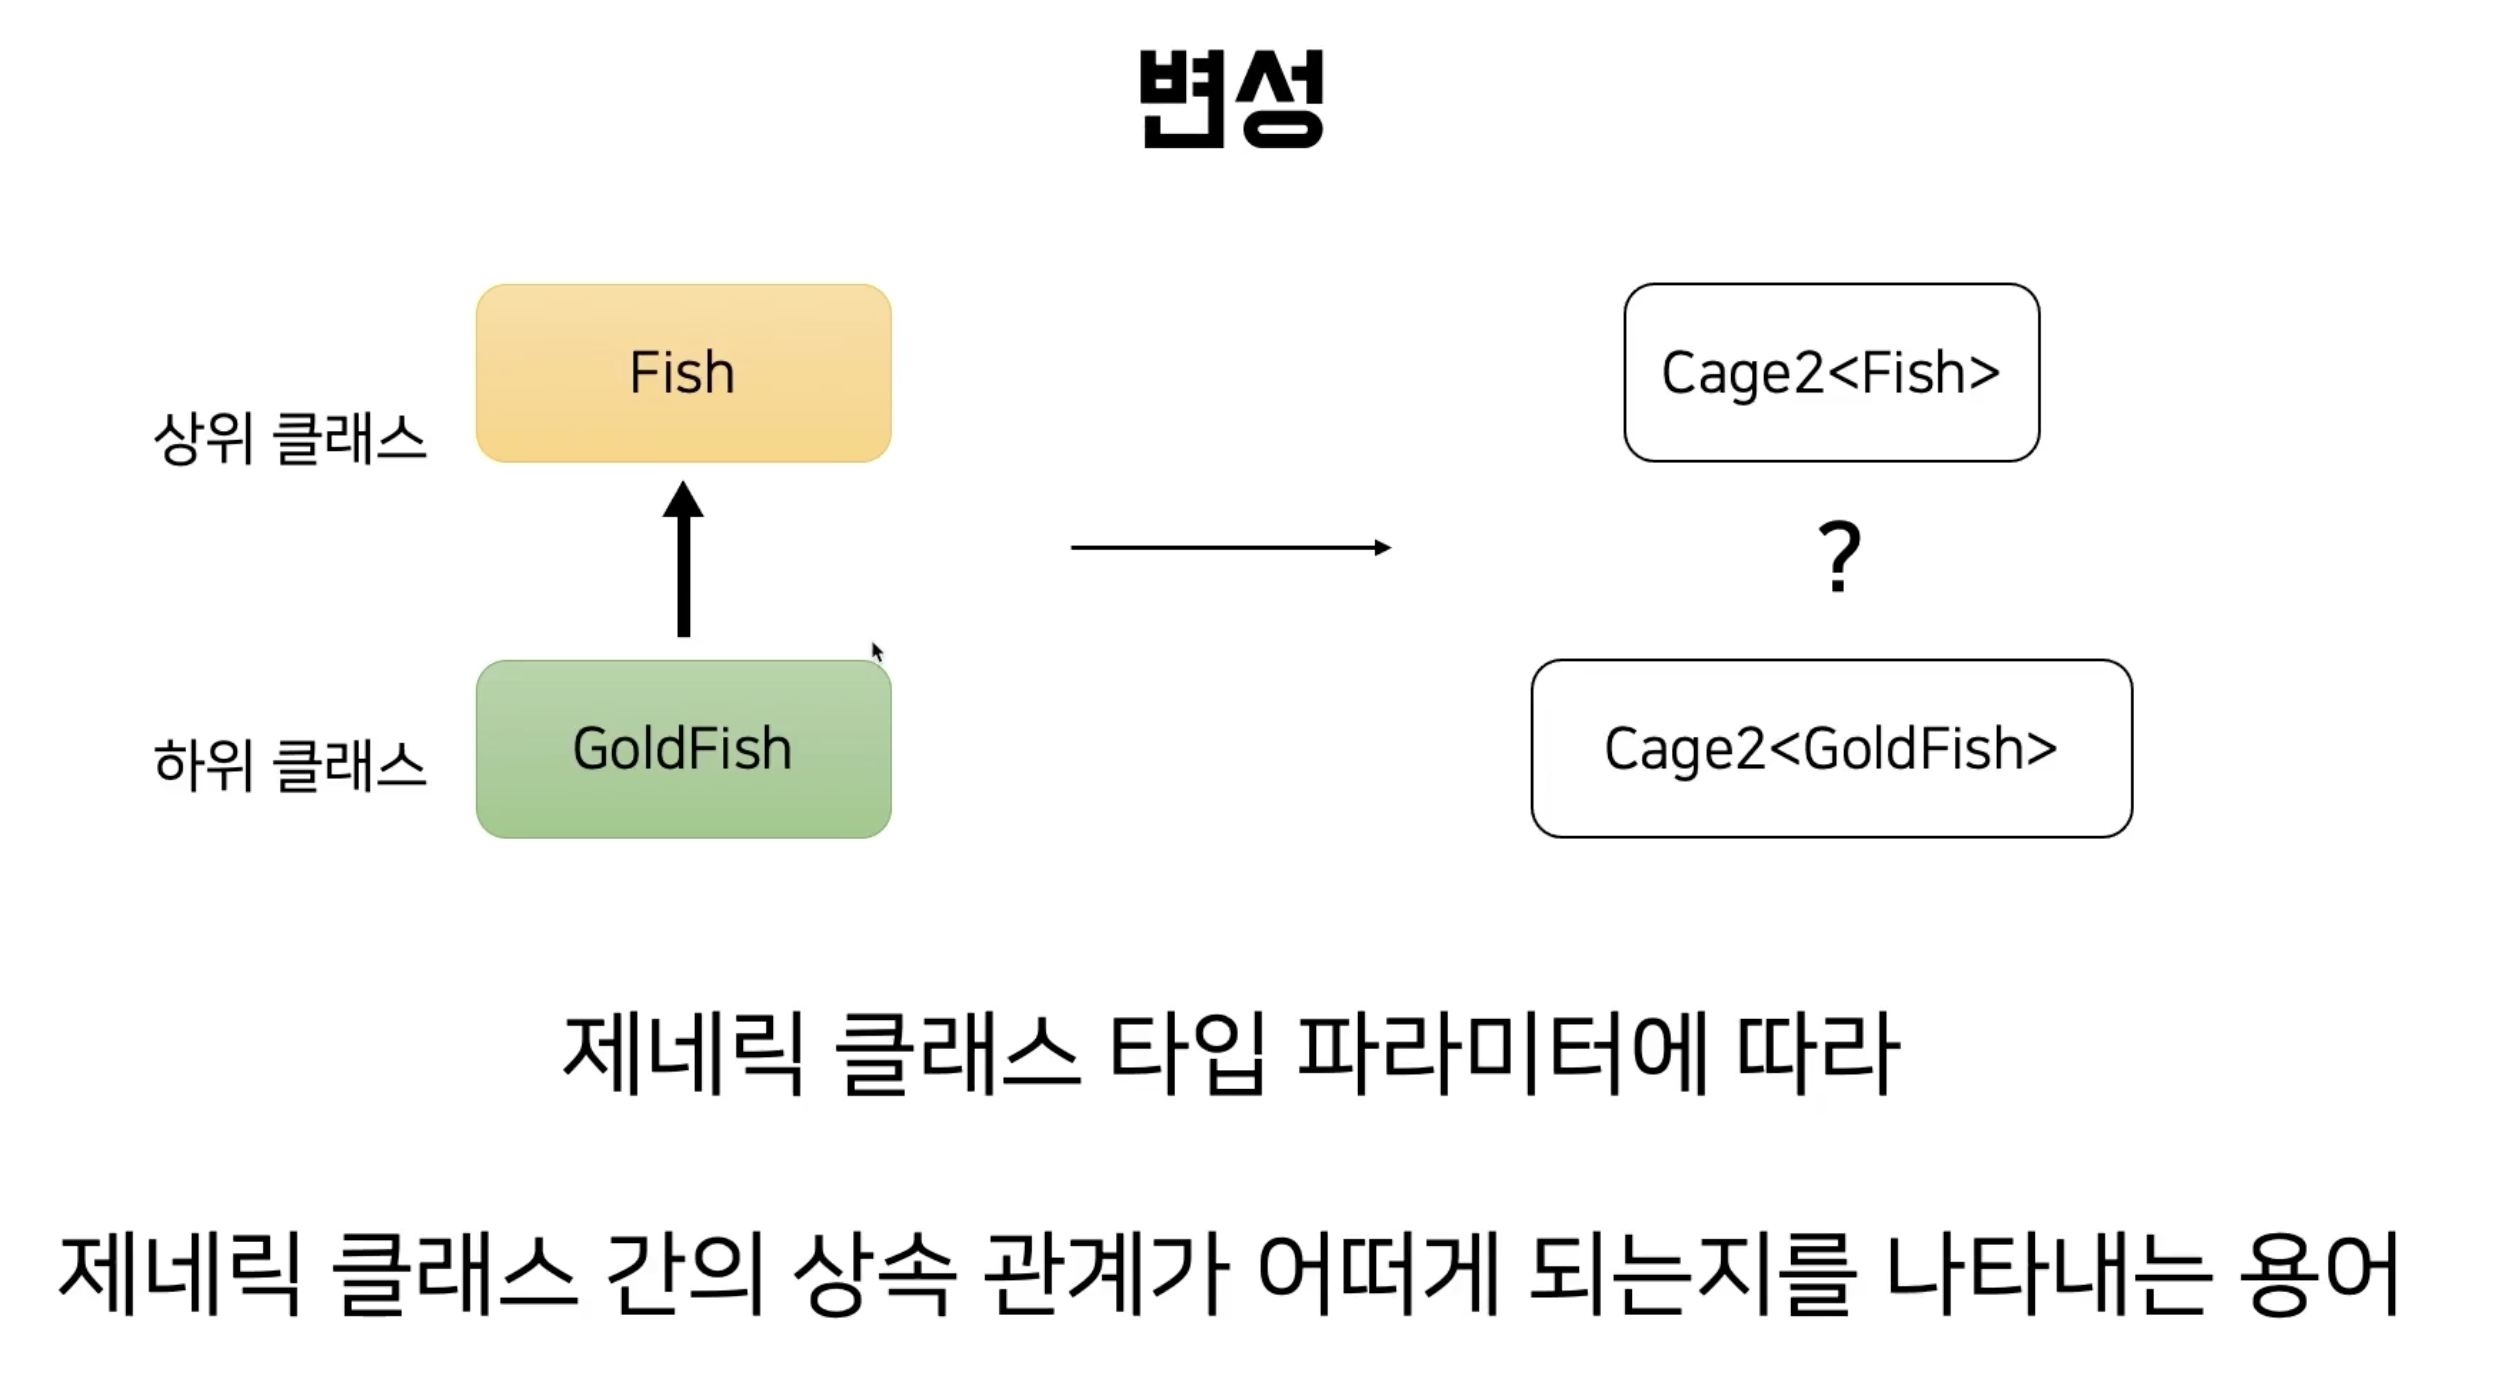 변성
Fish
Cage2<Fish>
상위 클래스
?
GoldFish
Cage2<GoldFish>
하위 클래스
제네릭 클래스 타입 파라미터에 따라
제네릭 클래스 간의 상속 관계가 어떠게 되는지를 나타내는 용어